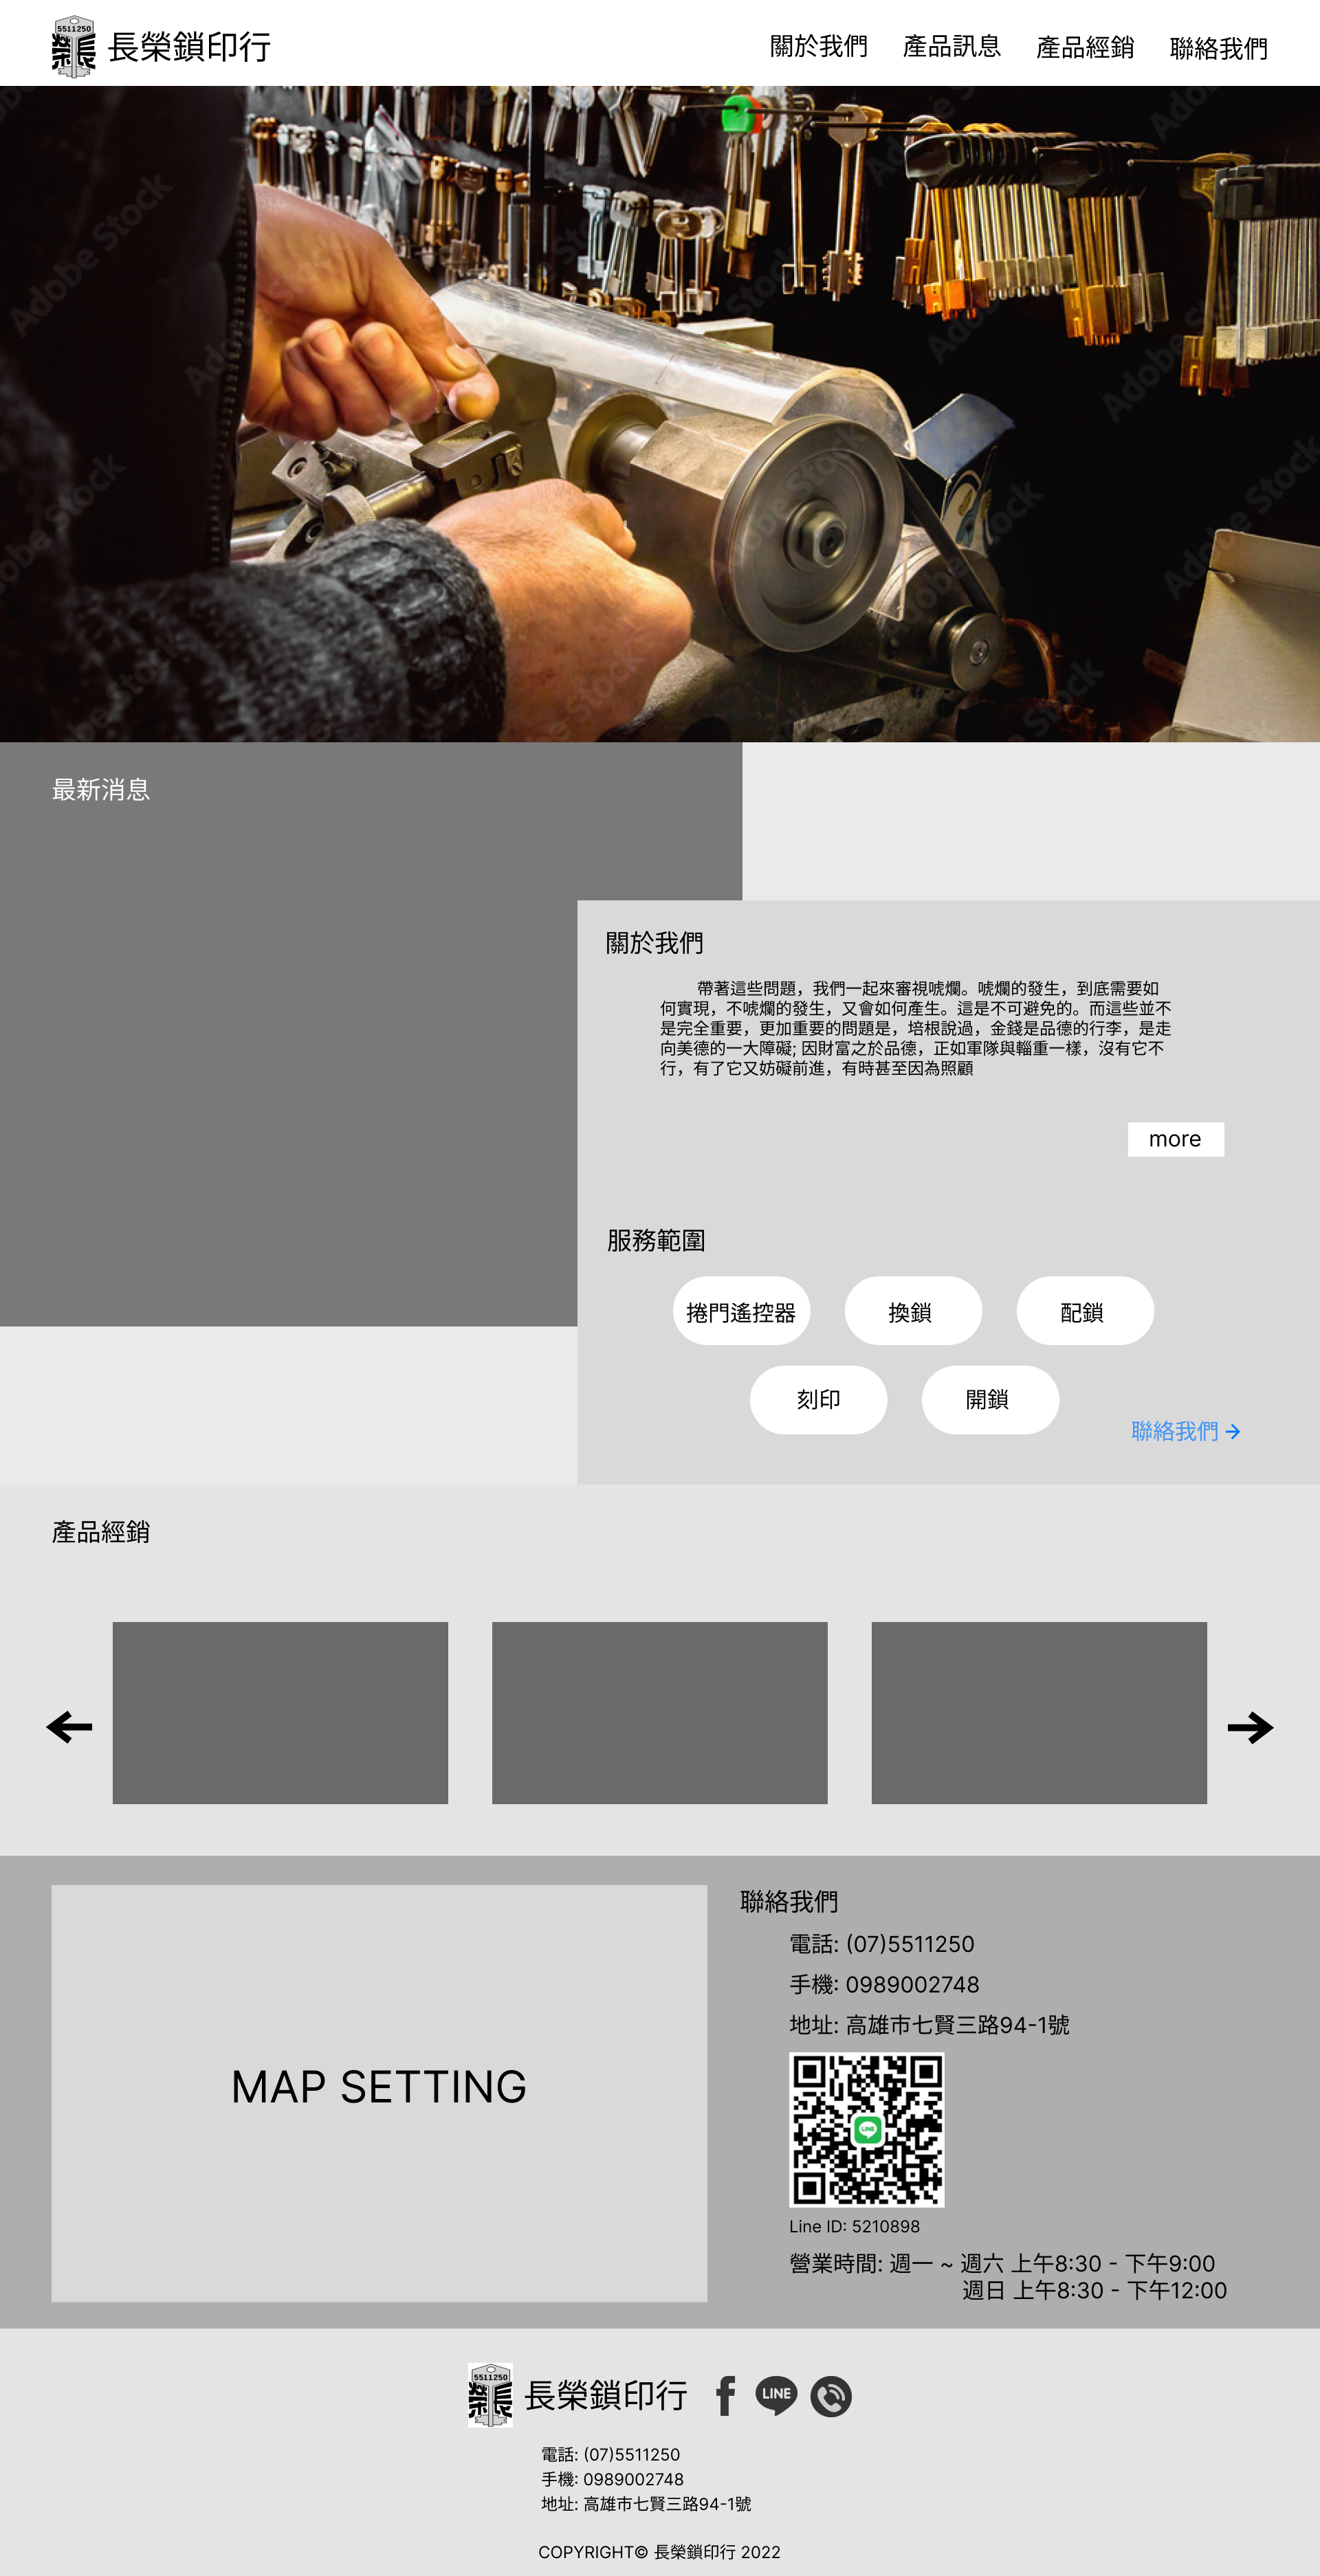 5511250
長榮鎖印行
關於我們
產品訊息
產品經銷
聯絡我們
Adobe Stock
Adobe Stock
Adobe Stock
Adobe Stock
最新消息
關於我們
帶著這些問題，我們一起來審視唬爛。唬爛的發生，到底需要如
何實現，不唬爛的發生，又會如何產生。這是不可避免的。而這些並不
是完全重要，更加重要的問題是，培根說過，金錢是品德的行李，是走
向美德的一大障礙; 因財富之於品德，正如軍隊與輜重一樣，沒有它不
行，有了它又妨礙前進，有時甚至因為照顧
more
服務範圍
捲門遙控器
換鎖
配鎖
刻印
開鎖
聯絡我們
產品經銷
MAP SETTING
聯絡我們
電話: (07)5511250
手機: 0989002748
地址: 高雄市七賢三路94-1號
LINE
Line ID: 5210898
營業時間: 週一 ~ 週六 上午8:30 - 下午9:00
週日 上午8:30 - 下午12:00
5511250
長榮鎖印行
LINE
電話: (07)5511250
手機: 0989002748
地址: 高雄市七賢三路94-1號
COPYRIGHT© 長榮鎖印行 2022